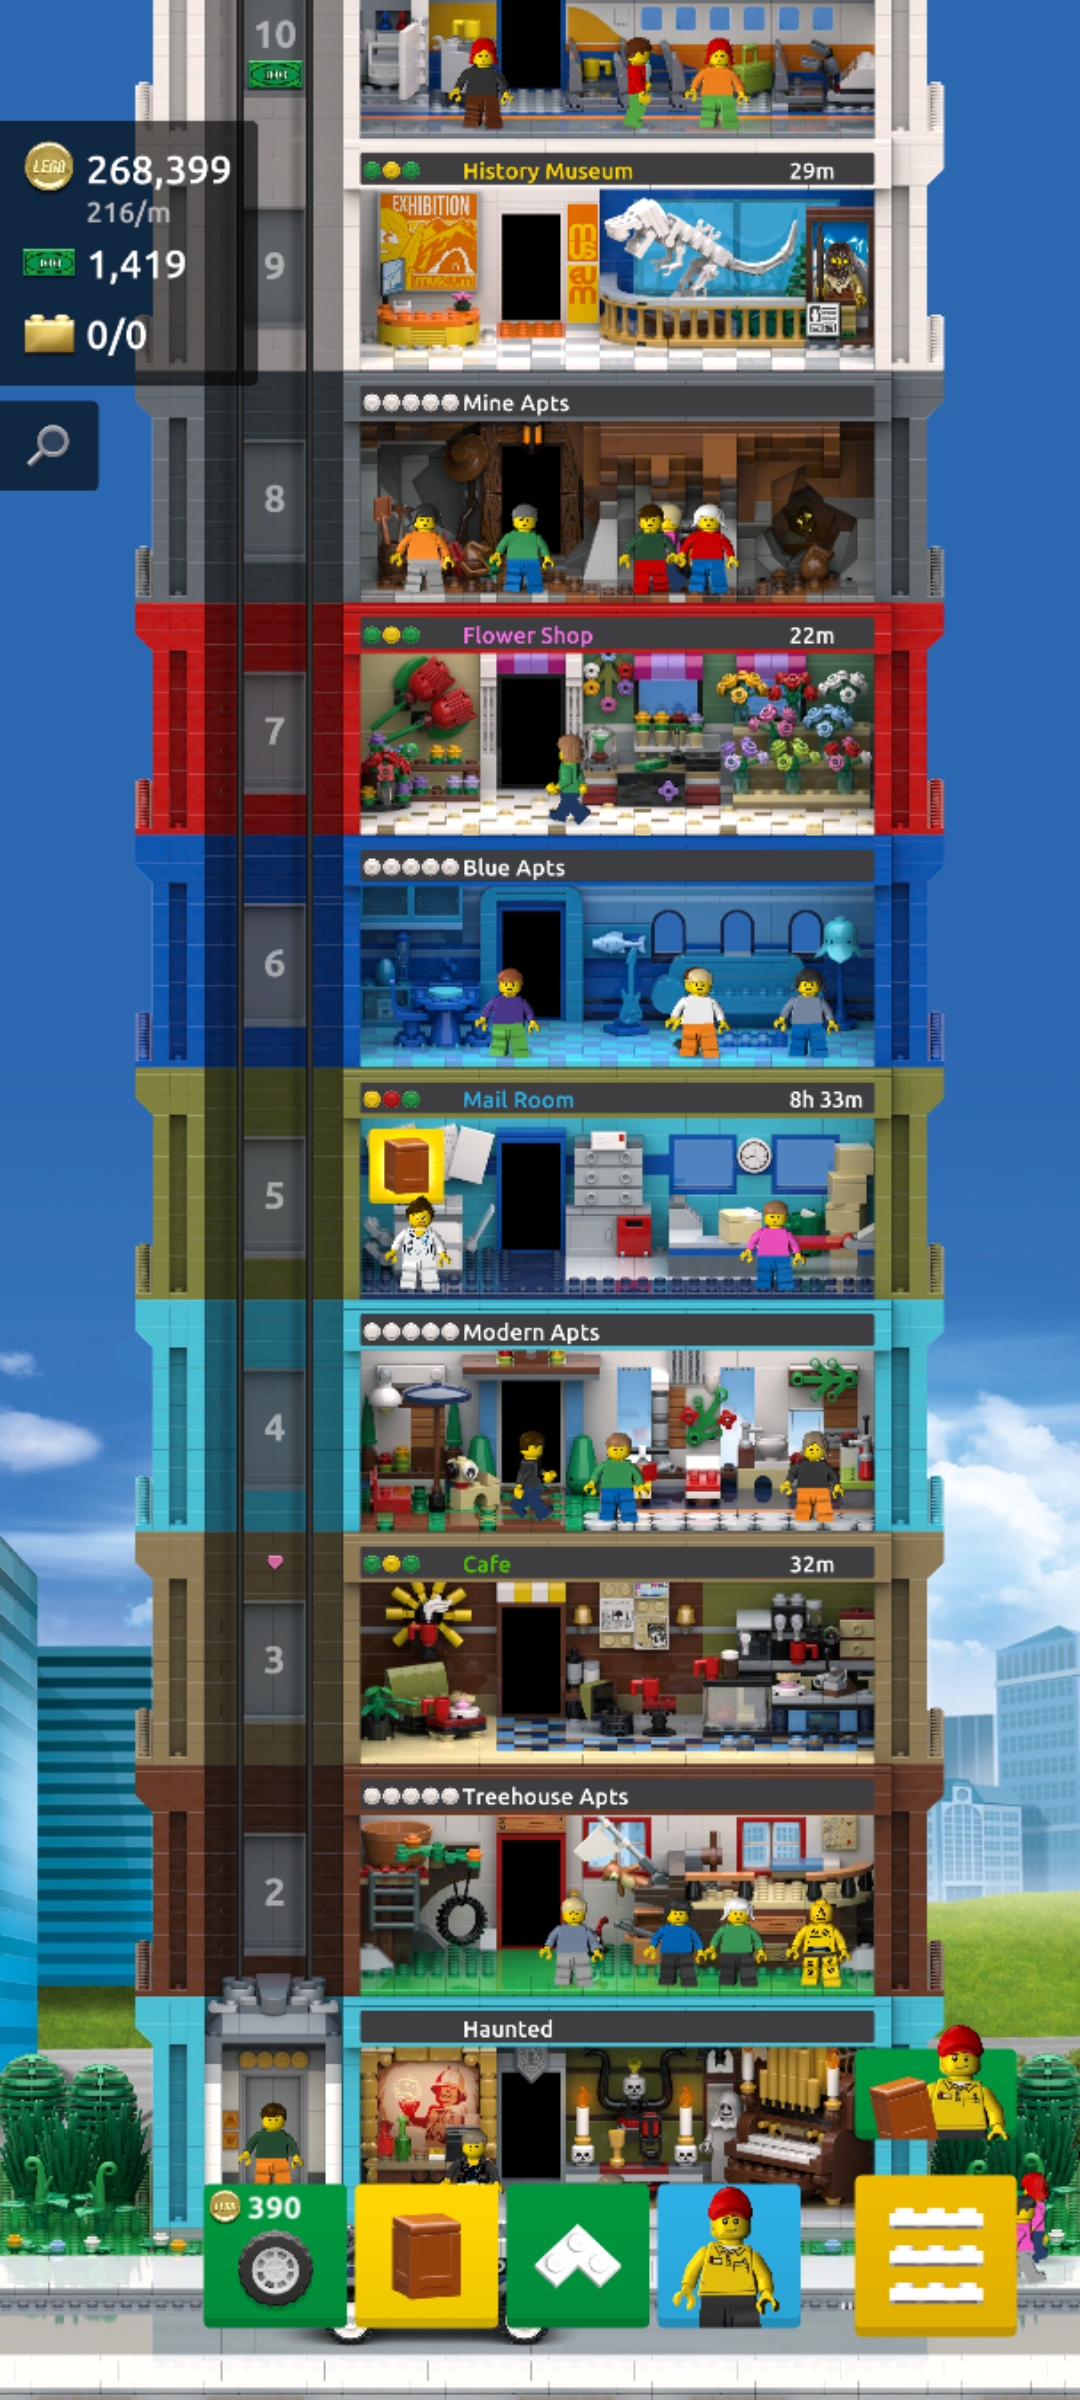 10
268,399
216/m
1,419
0/0
History Museum 29m
EXHIBITION
museum
mus
eum
9
Mine Apts
8
Flower Shop 22m
7
Blue Apts
6
Mail Room 8h 33m
5
Modern Apts
4
Cafe 32m
3
Treehouse Apts
2
Haunted
390